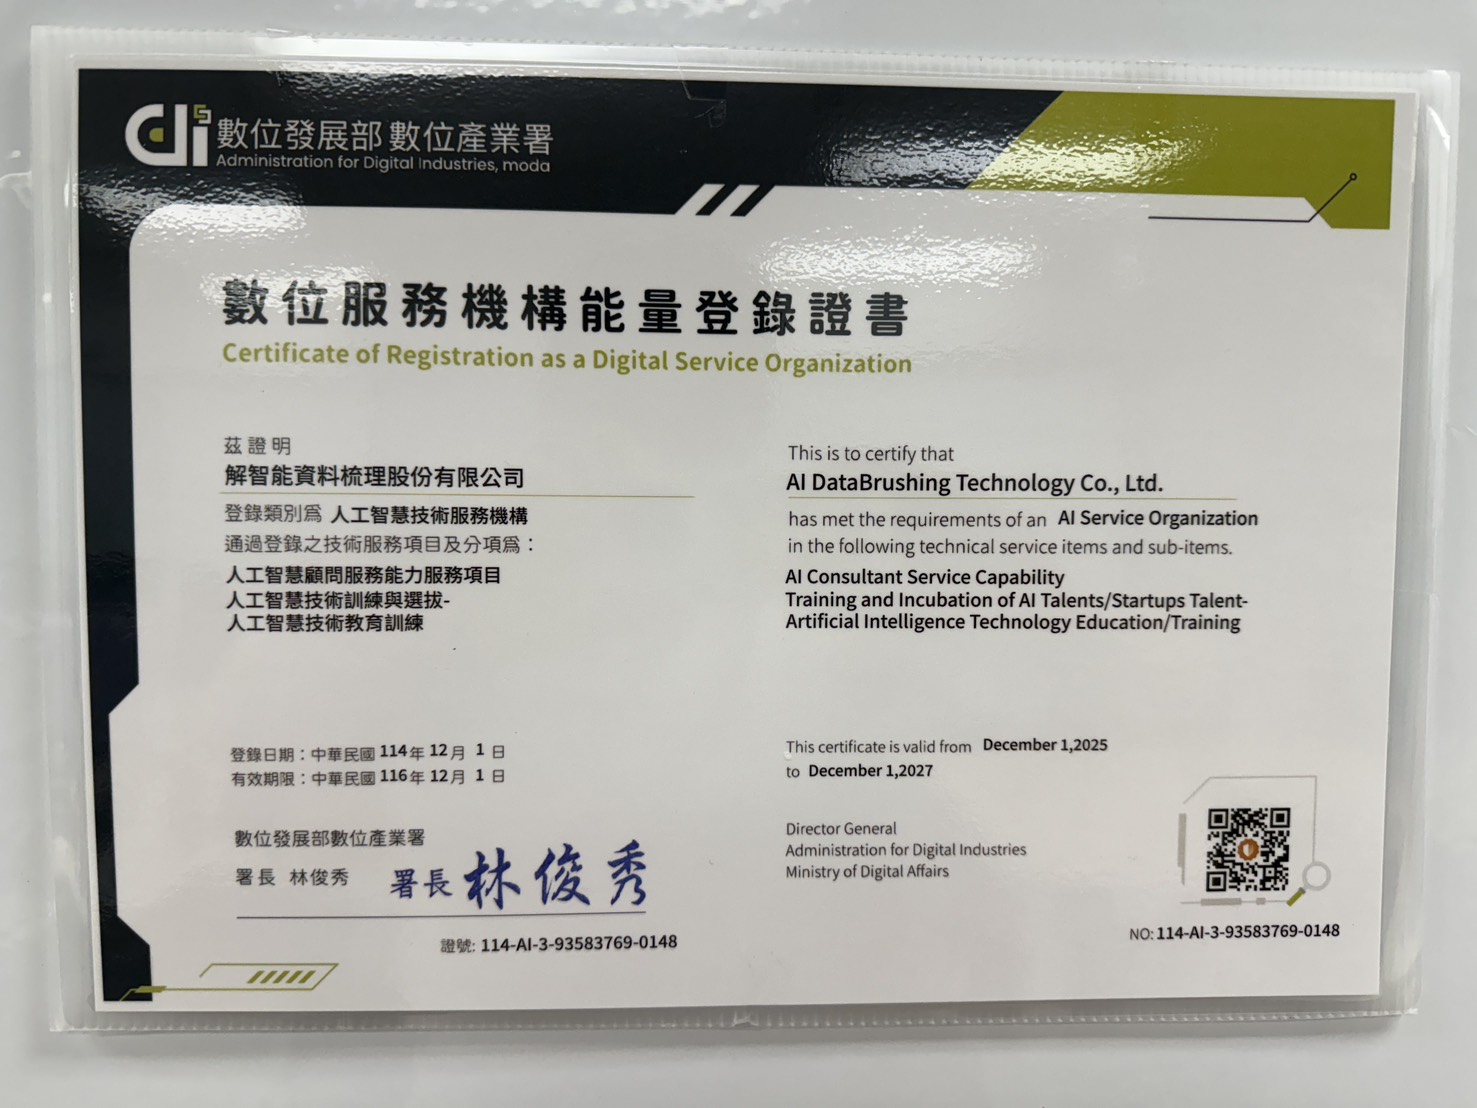 數位發展部 數位產業署
Administration for Digital Industries, moda
數位服務機構能量登錄證書
Certificate of Registration as a Digital Service Organization
茲證明
解智能資料梳理股份有限公司
登錄類別為 人工智慧技術服務機構
通過登錄之技術服務項目及分項為：
人工智慧顧問服務能力服務項目
人工智慧技術訓練與選拔-
人工智慧技術教育訓練
This is to certify that
AI DataBrushing Technology Co., Ltd.
has met the requirements of an AI Service Organization
in the following technical service items and sub-items.
AI Consultant Service Capability
Training and Incubation of AI Talents/Startups Talent-
Artificial Intelligence Technology Education/Training
登錄日期：中華民國 114 年 12 月 1 日
有效期限：中華民國 116 年 12 月 1 日
This certificate is valid from December 1,2025
to December 1,2027
數位發展部數位產業署
署長 林俊秀
署長 林俊秀
Director General
Administration for Digital Industries
Ministry of Digital Affairs
證號: 114-AI-3-93583769-0148
NO: 114-AI-3-93583769-0148